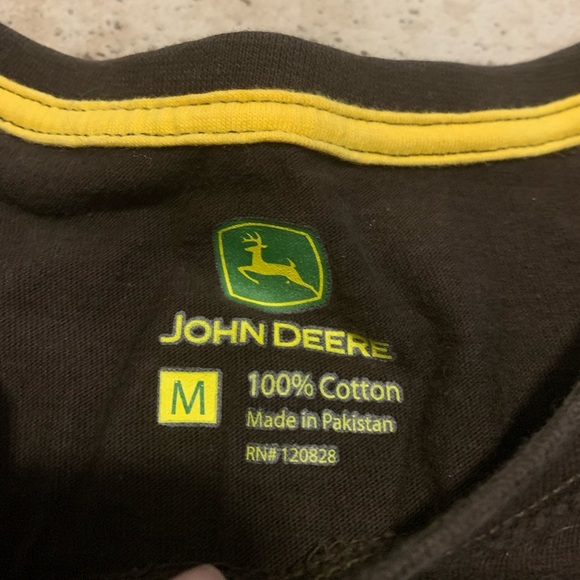 JOHN DEERE
M
100% Cotton
Made in Pakistan
RN#120828